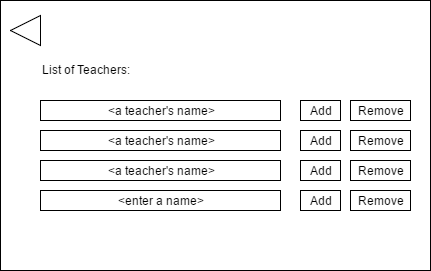 List of Teachers:
<a teacher's name> Add Remove
<a teacher's name> Add Remove
<a teacher's name> Add Remove
<enter a name> Add Remove